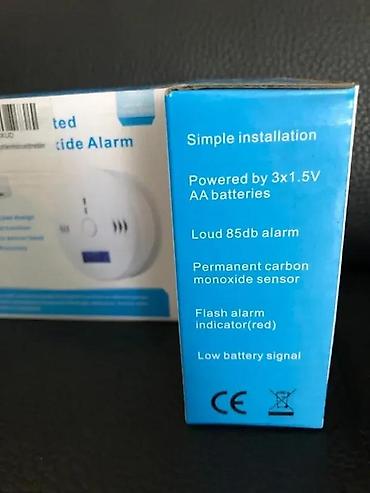 ted
ide Alarm
Simple installation
Powered by 3x1.5V
AA batteries
Loud 85db alarm
Permanent carbon
monoxide sensor
Flash alarm
indicator(red)
Low battery signal
CE